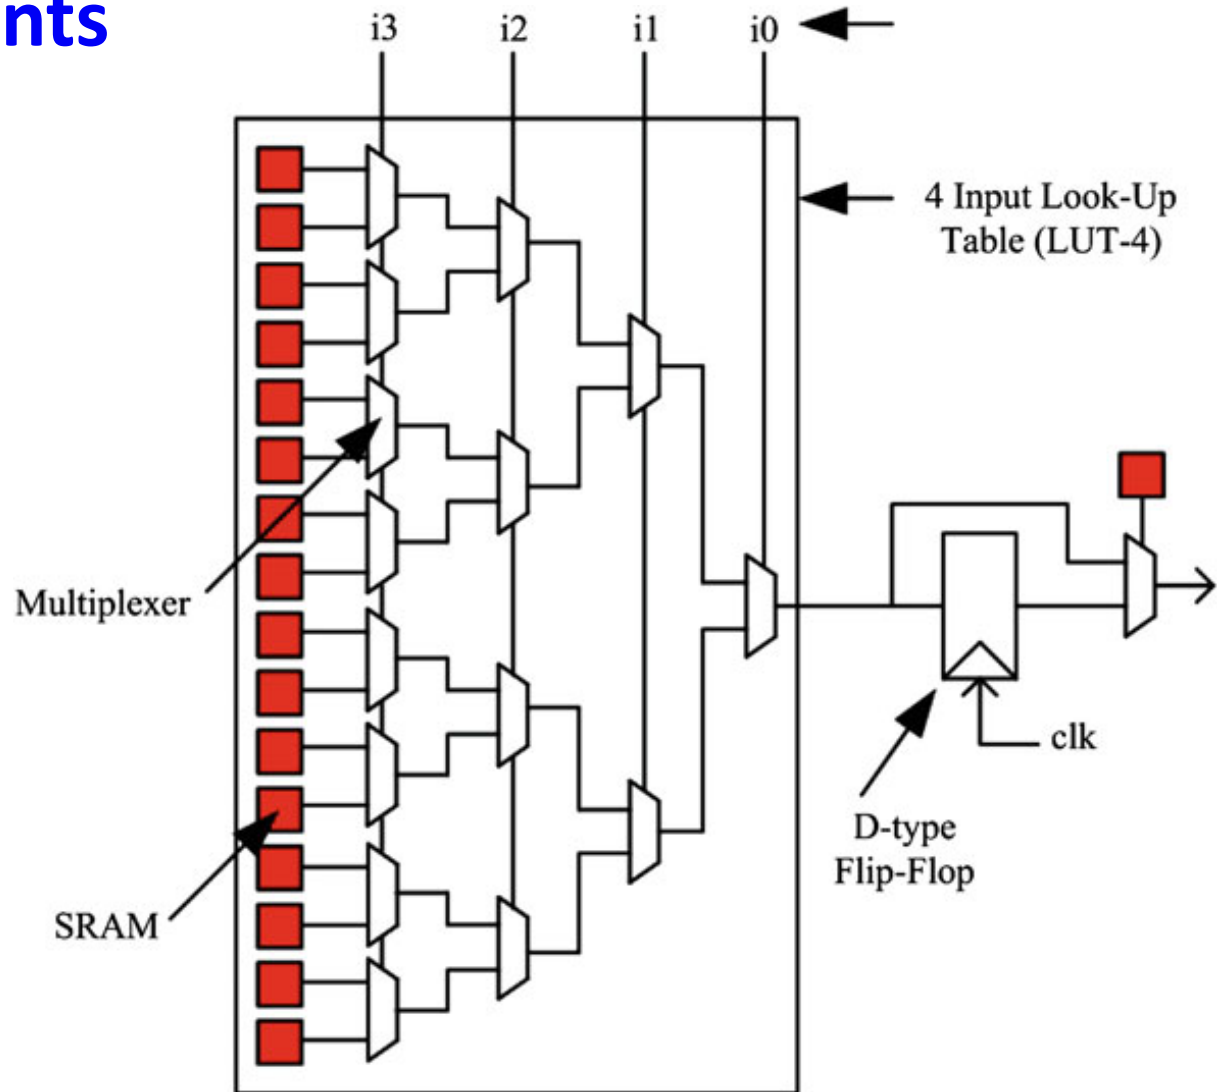 nts
i3 i2 i1 i0
4 Input Look-Up
Table (LUT-4)
Multiplexer
clk
D-type
Flip-Flop
SRAM